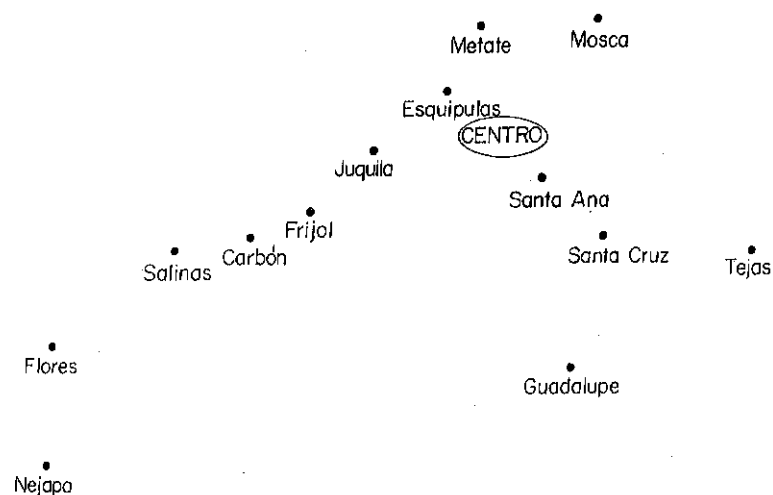 Mosca
Metate
Esquipulas
CENTRO
Juquila
Santa Ana
Frijol
Carbón
Santa Cruz
Salinas
Tejas
Flores
Guadalupe
Nejapa